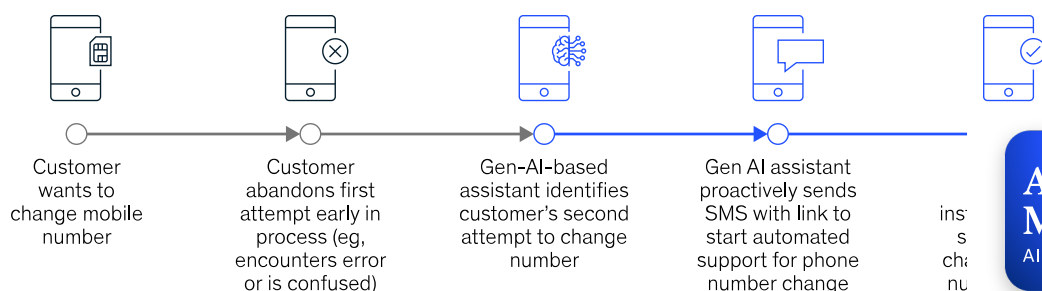 Customer
wants to
change mobile
number
Customer
abandons first
attempt early in
process (eg,
encounters error
or is confused)
Gen-AI-based
assistant identifies
customer's second
attempt to change
number
Gen AI assistant
proactively sends
SMS with link to
start automated
support for phone
number change